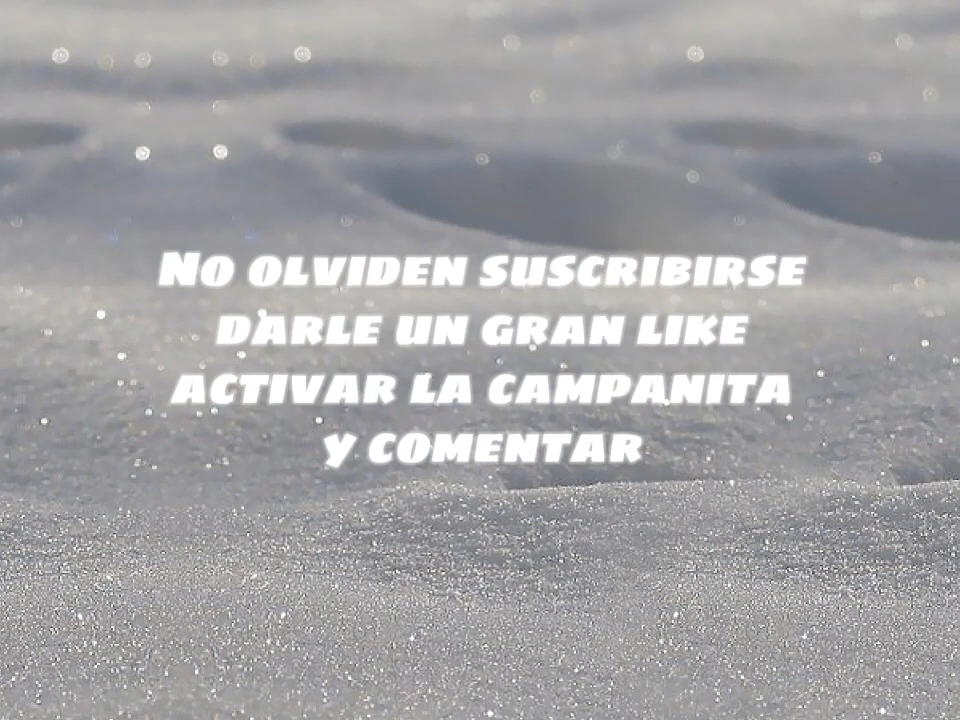 No olviden suscribirse
darle un gran like
activar la campanita
y comentar